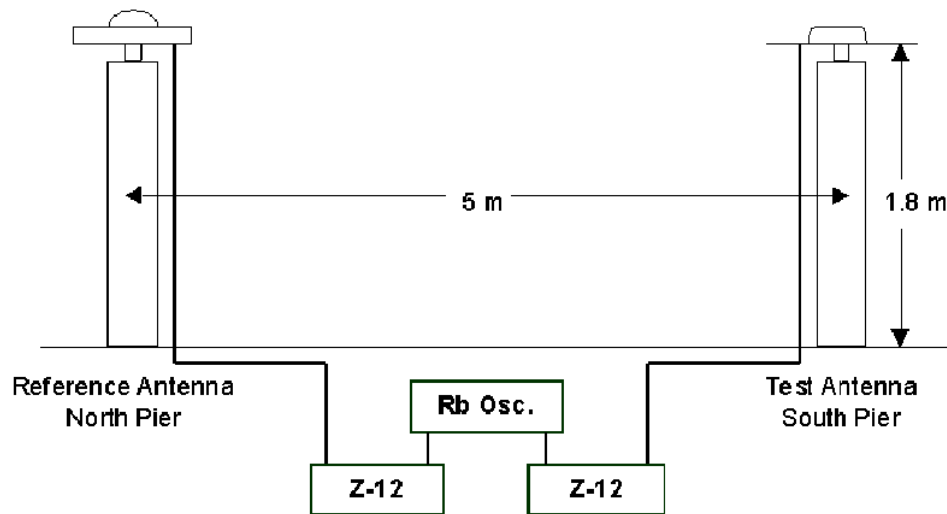 5 m
1.8 m
Reference Antenna
North Pier
Test Antenna
South Pier
Rb Osc.
Z-12
Z-12